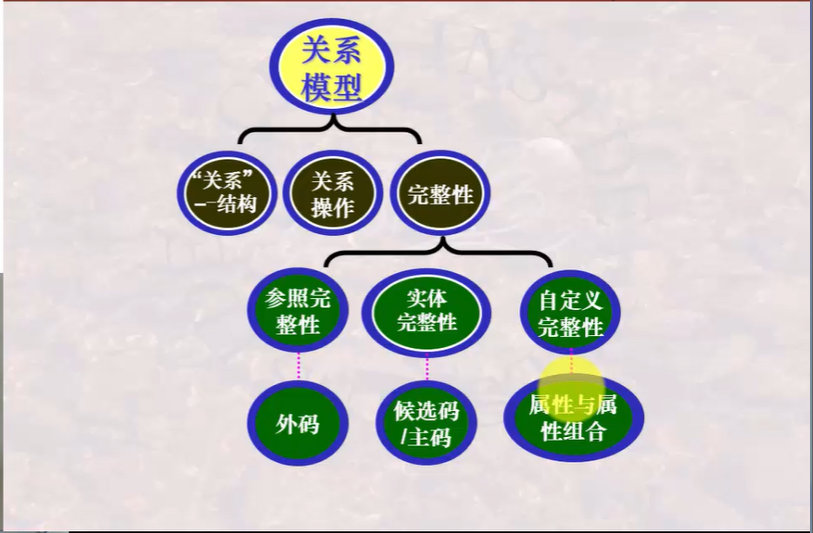 关系
模型
“关系”
--结构
关系
操作
完整性
参照完
整性
实体
完整性
自定义
完整性
外码
候选码
/主码
属性与属
性组合